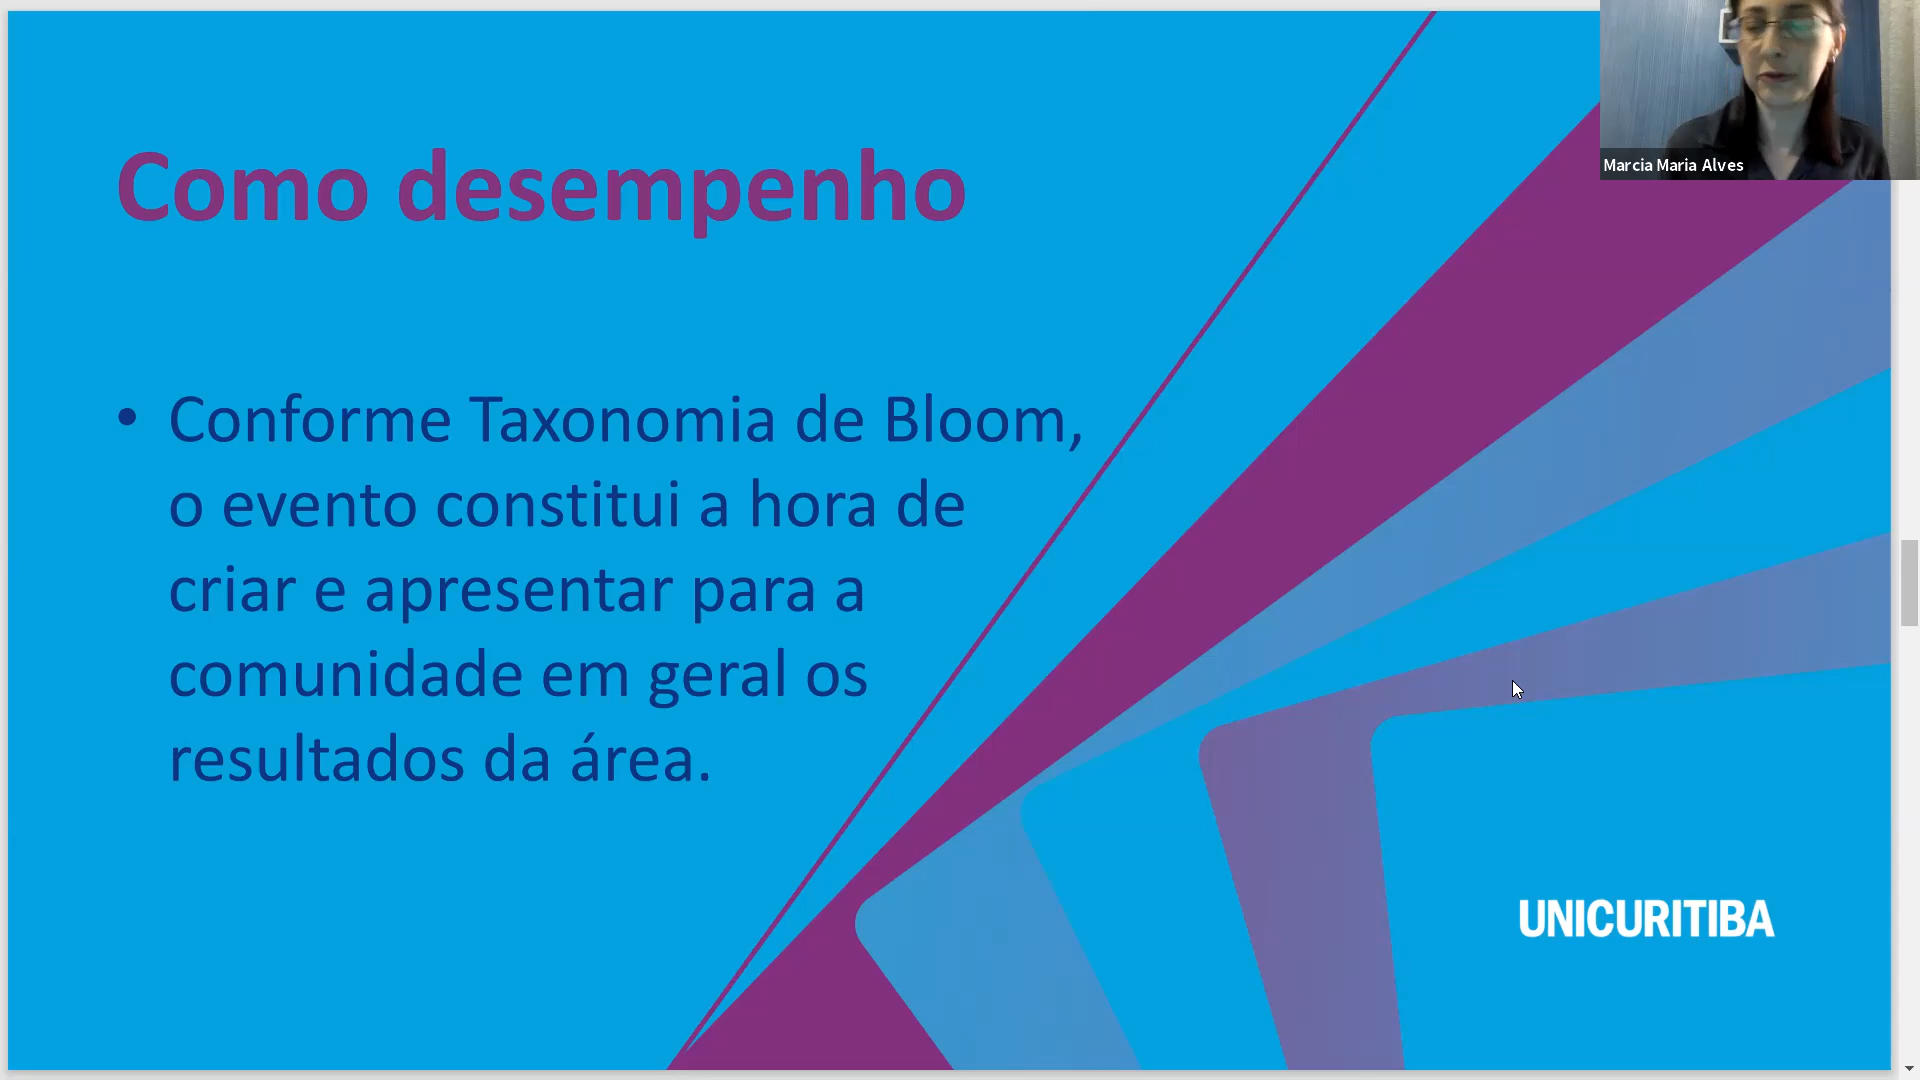 Como desempenho
• Conforme Taxonomia de Bloom,
o evento constitui a hora de
criar e apresentar para a
comunidade em geral os
resultados da área.
Marcia Maria Alves
UNICURITIBA